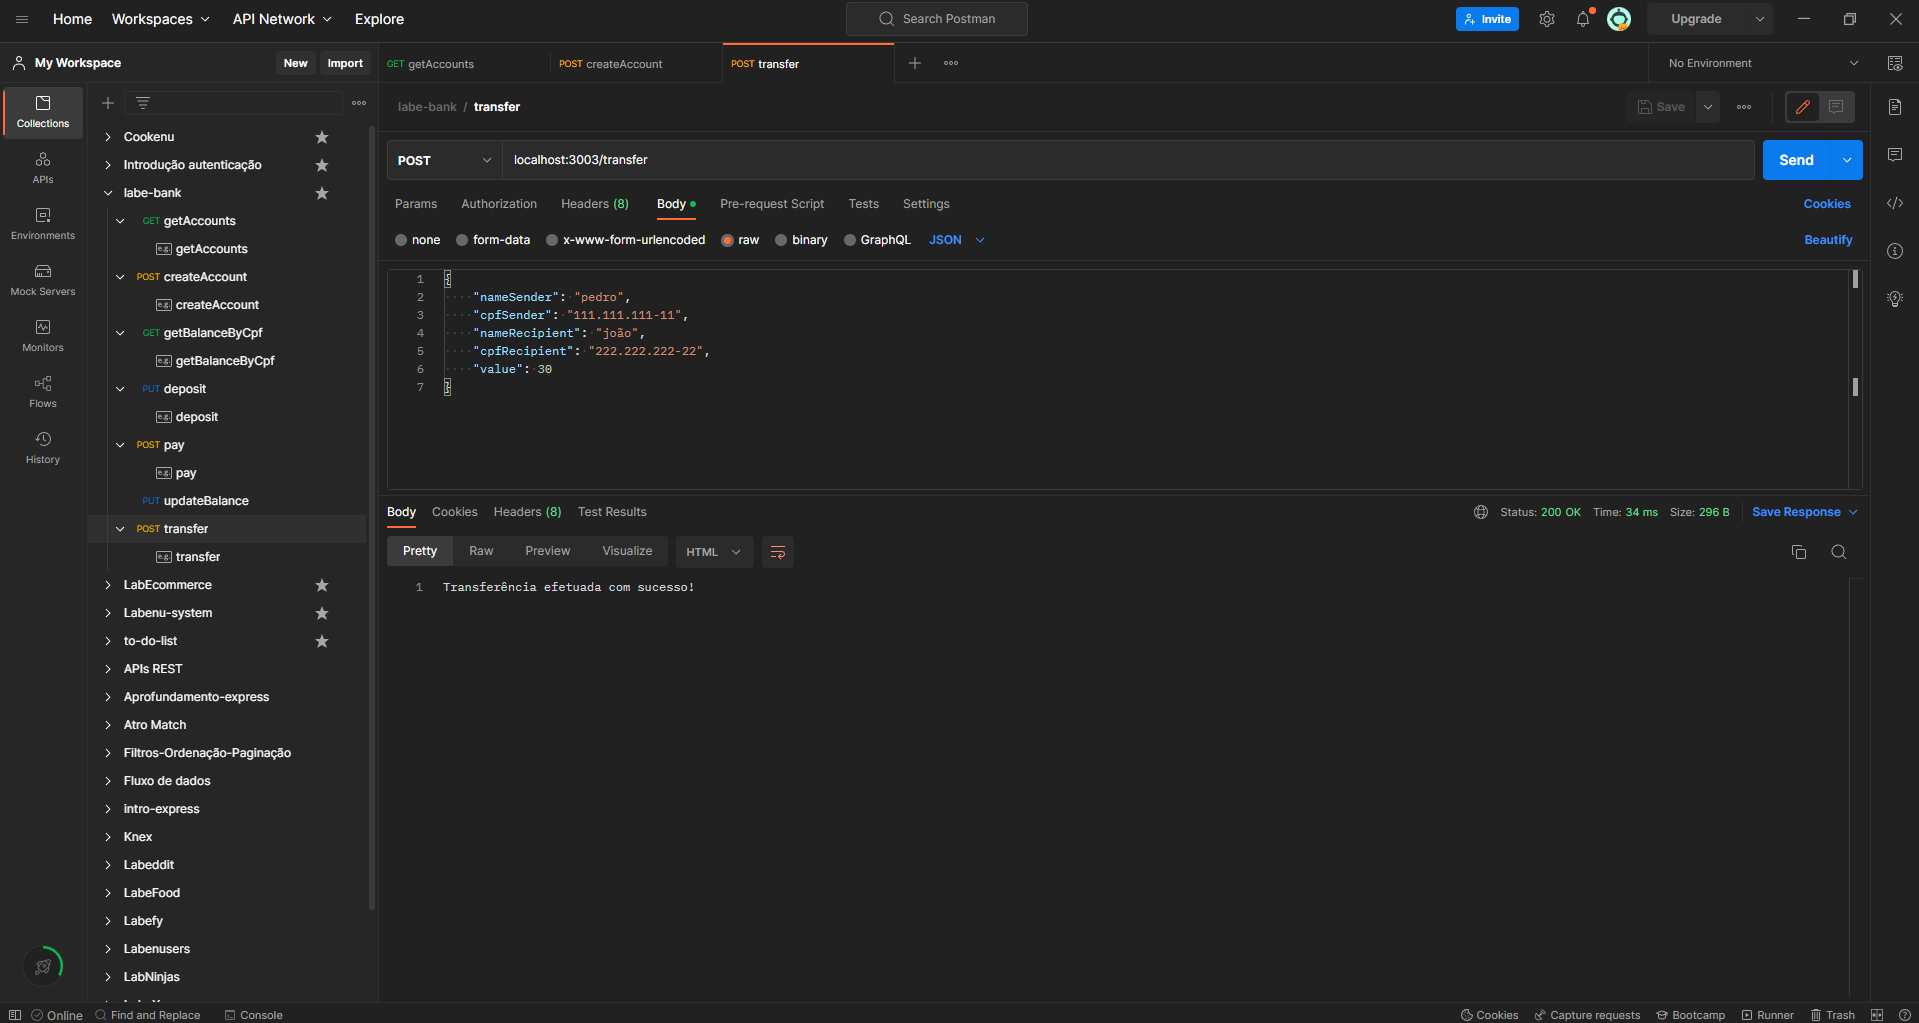 Home Workspaces API Network Explore Search Postman Invite Upgrade
My Workspace New Import GET getAccounts POST createAccount POST transfer No Environment
labe-bank / transfer Save
POST localhost:3003/transfer Send
Params Authorization Headers (8) Body Pre-request Script Tests Settings Cookies
none form-data x-www-form-urlencoded raw binary GraphQL JSON Beautify
1 {
2 "nameSender": "pedro",
3 "cpfSender": "111.111.111-11",
4 "nameRecipient": "joão",
5 "cpfRecipient": "222.222.222-22",
6 "value": 30
7 }
Body Cookies Headers (8) Test Results Status: 200 OK Time: 34 ms Size: 296 B Save Response
Pretty Raw Preview Visualize HTML
1 Transferência efetuada com sucesso!
Collections
APIs
Environments
Mock Servers
Monitors
Flows
History
Cookenu
Introdução autenticação
labe-bank
GET getAccounts
e.g. getAccounts
POST createAccount
e.g. createAccount
GET getBalanceByCpf
e.g. getBalanceByCpf
PUT deposit
e.g. deposit
POST pay
e.g. pay
PUT updateBalance
POST transfer
e.g. transfer
LabEcommerce
Labenu-system
to-do-list
APIs REST
Aprofundamento-express
Atro Match
Filtros-Ordenação-Paginação
Fluxo de dados
intro-express
Knex
Labeddit
LabeFood
Labefy
Labenusers
LabNinjas
Online Find and Replace Console Cookies Capture requests Bootcamp Runner Trash